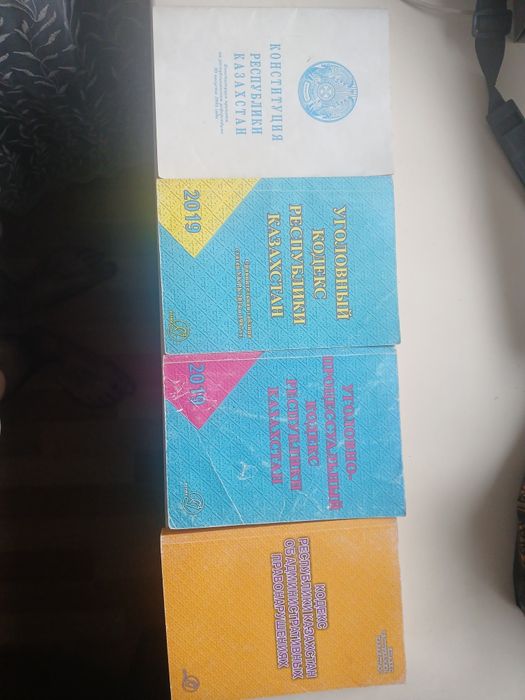 КОНСТИТУЦИЯ
РЕСПУБЛИКИ
КАЗАХСТАН
УГОЛОВНЫЙ
КОДЕКС
РЕСПУБЛИКИ
КАЗАХСТАН
2019
УГОЛОВНО-
ПРОЦЕССУАЛЬНЫЙ
КОДЕКС
РЕСПУБЛИКИ
КАЗАХСТАН
2019
КОДЕКС
РЕСПУБЛИКИ КАЗАХСТАН
ОБ АДМИНИСТРАТИВНЫХ
ПРАВОНАРУШЕНИЯХ